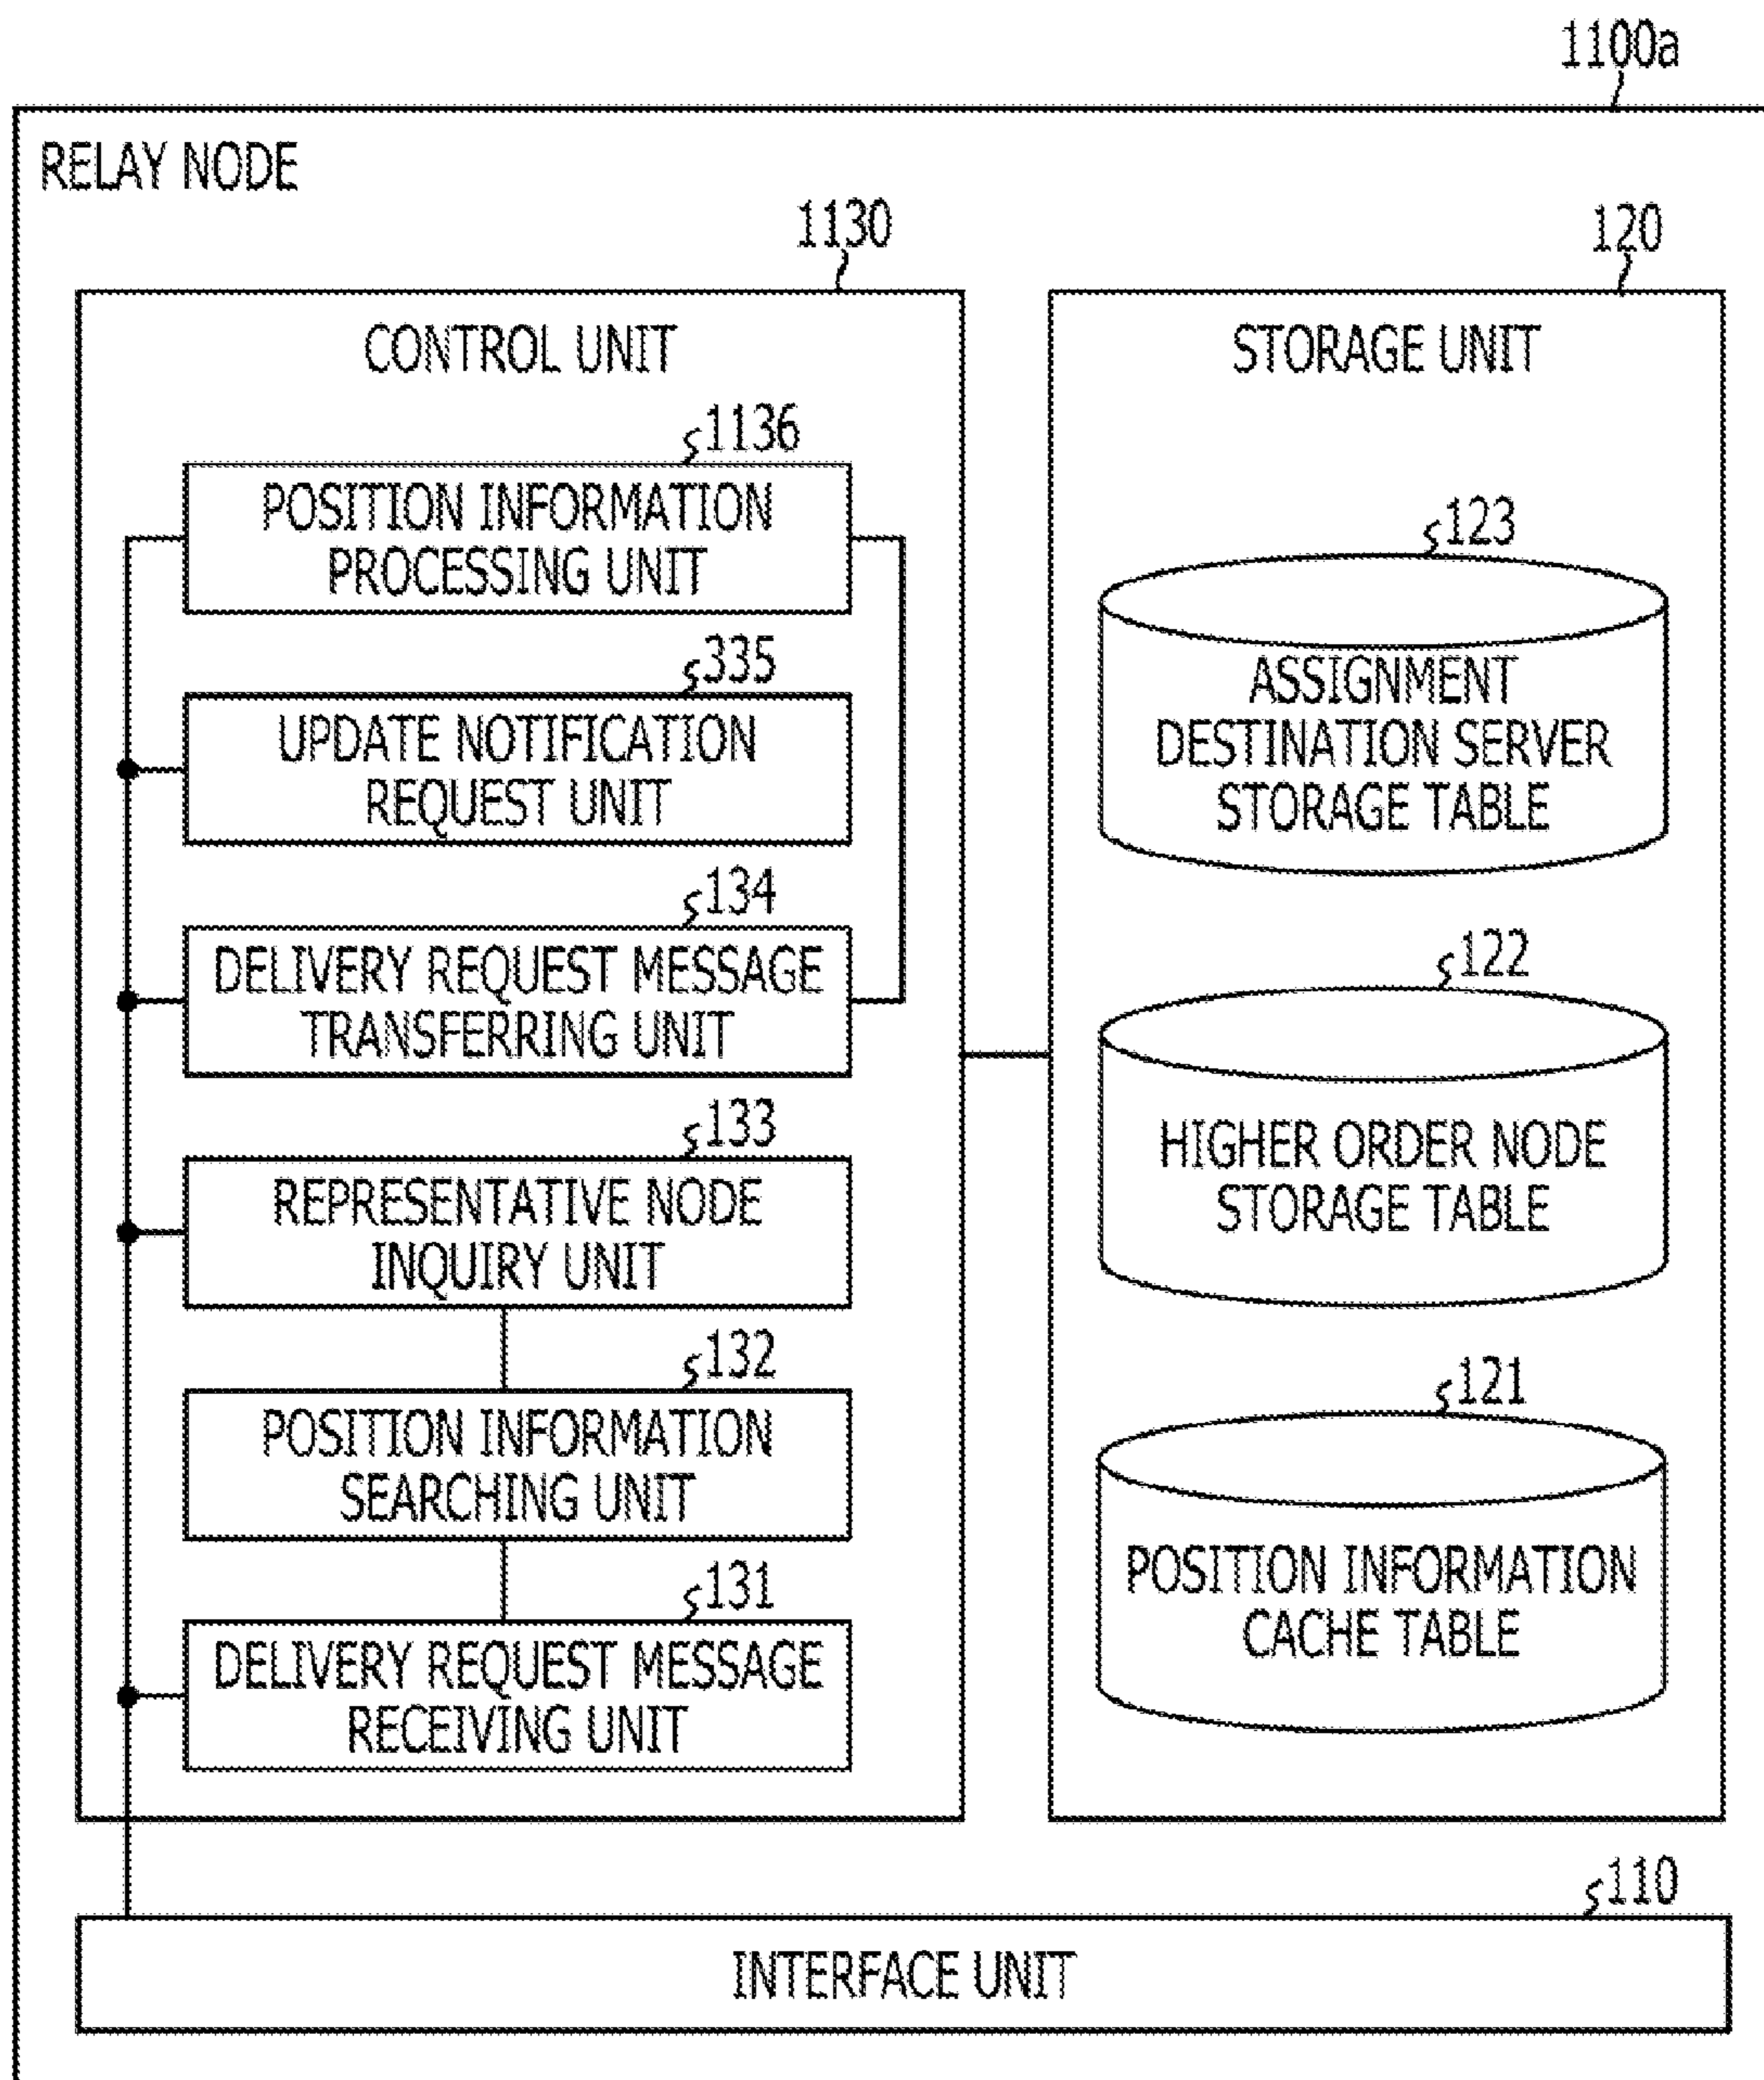 1100a
RELAY NODE
1130
120
CONTROL UNIT
STORAGE UNIT
1136
POSITION INFORMATION
PROCESSING UNIT
335
UPDATE NOTIFICATION
REQUEST UNIT
134
DELIVERY REQUEST MESSAGE
TRANSFERRING UNIT
133
REPRESENTATIVE NODE
INQUIRY UNIT
132
POSITION INFORMATION
SEARCHING UNIT
131
DELIVERY REQUEST MESSAGE
RECEIVING UNIT
123
ASSIGNMENT
DESTINATION SERVER
STORAGE TABLE
122
HIGHER ORDER NODE
STORAGE TABLE
121
POSITION INFORMATION
CACHE TABLE
110
INTERFACE UNIT